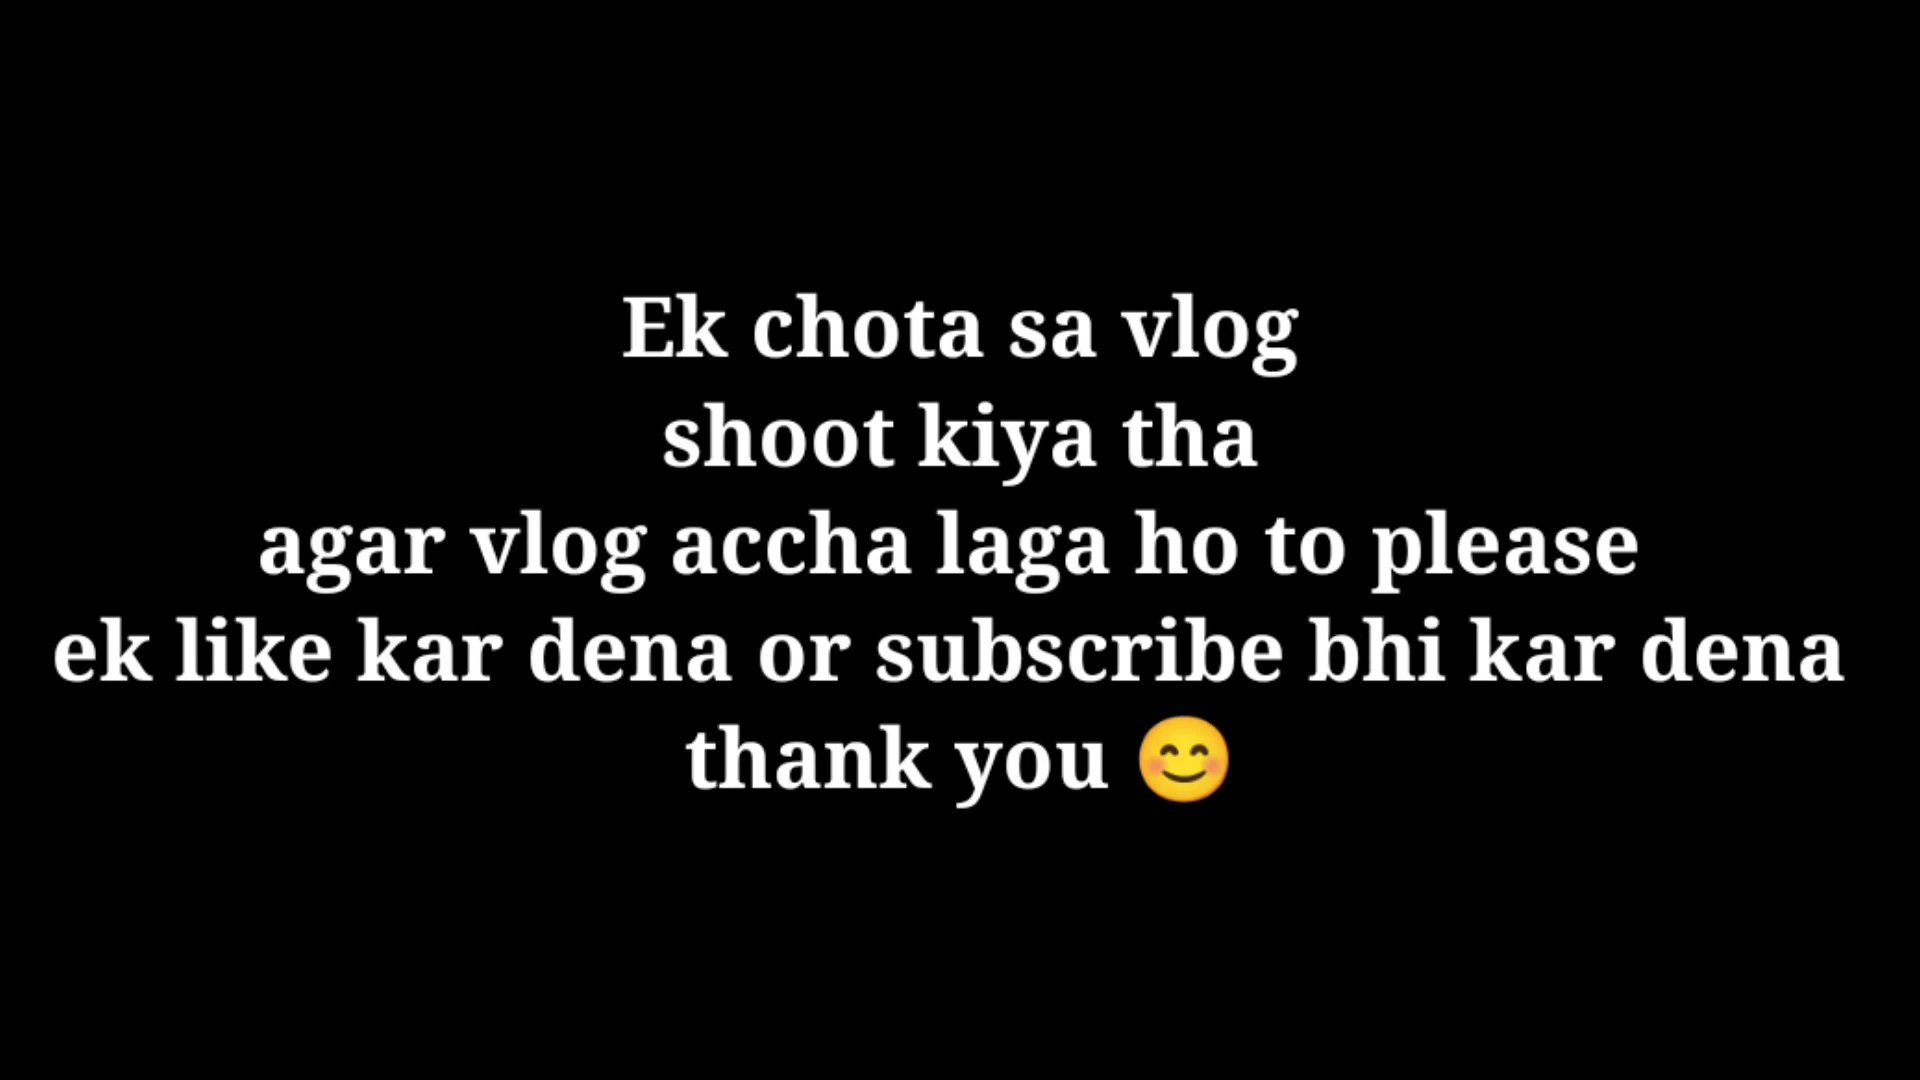 Ek chota sa vlog
shoot kiya tha
agar vlog accha laga ho to please
ek like kar dena or subscribe bhi kar dena
thank you 😊